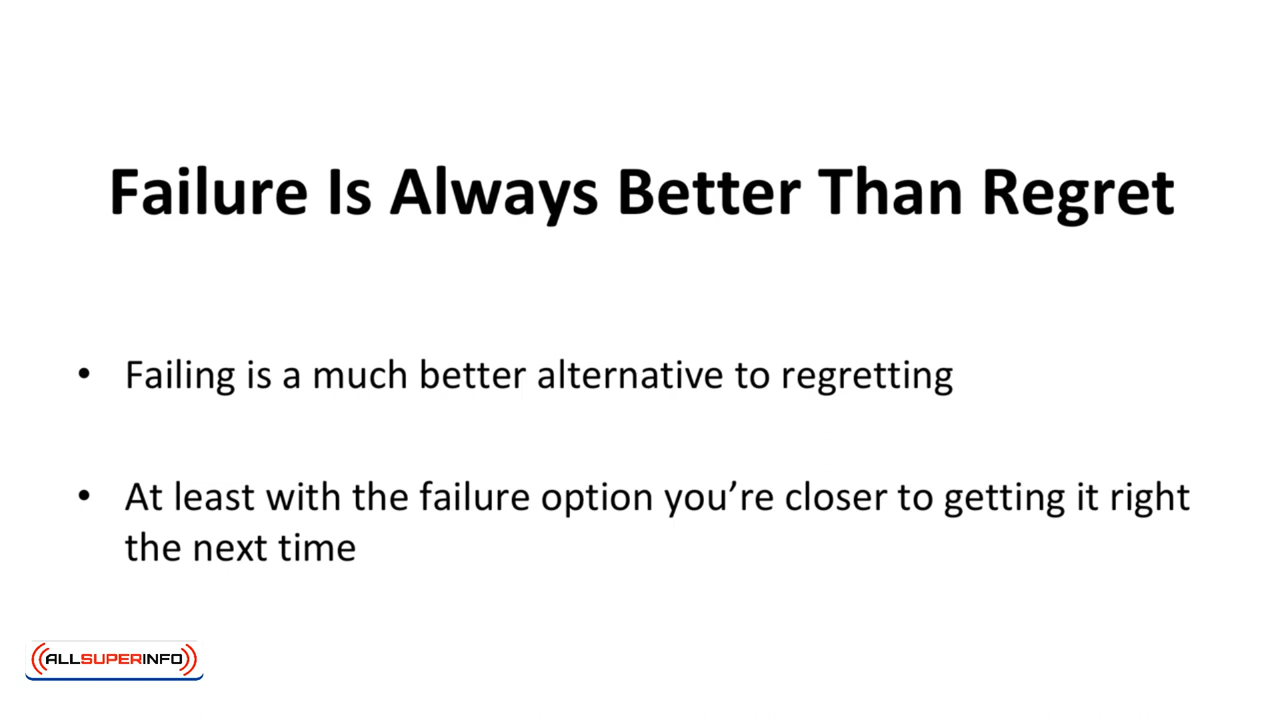 Failure Is Always Better Than Regret
• Failing is a much better alternative to regretting
• At least with the failure option you’re closer to getting it right
the next time
ALLSUPERINFO